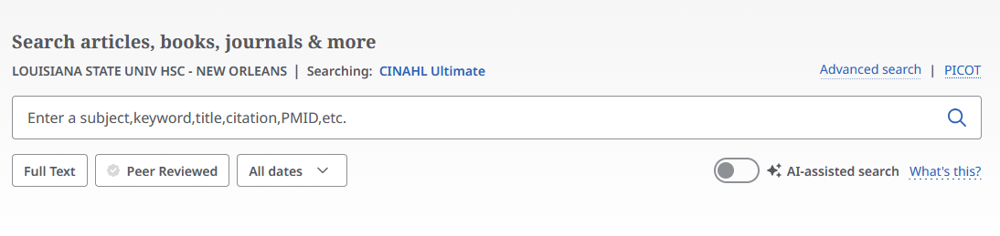 Search articles, books, journals & more
LOUISIANA STATE UNIV HSC - NEW ORLEANS | Searching: CINAHL Ultimate
Advanced search | PICOT
Enter a subject,keyword,title,citation,PMID,etc.
Full Text
Peer Reviewed
All dates
AI-assisted search What's this?